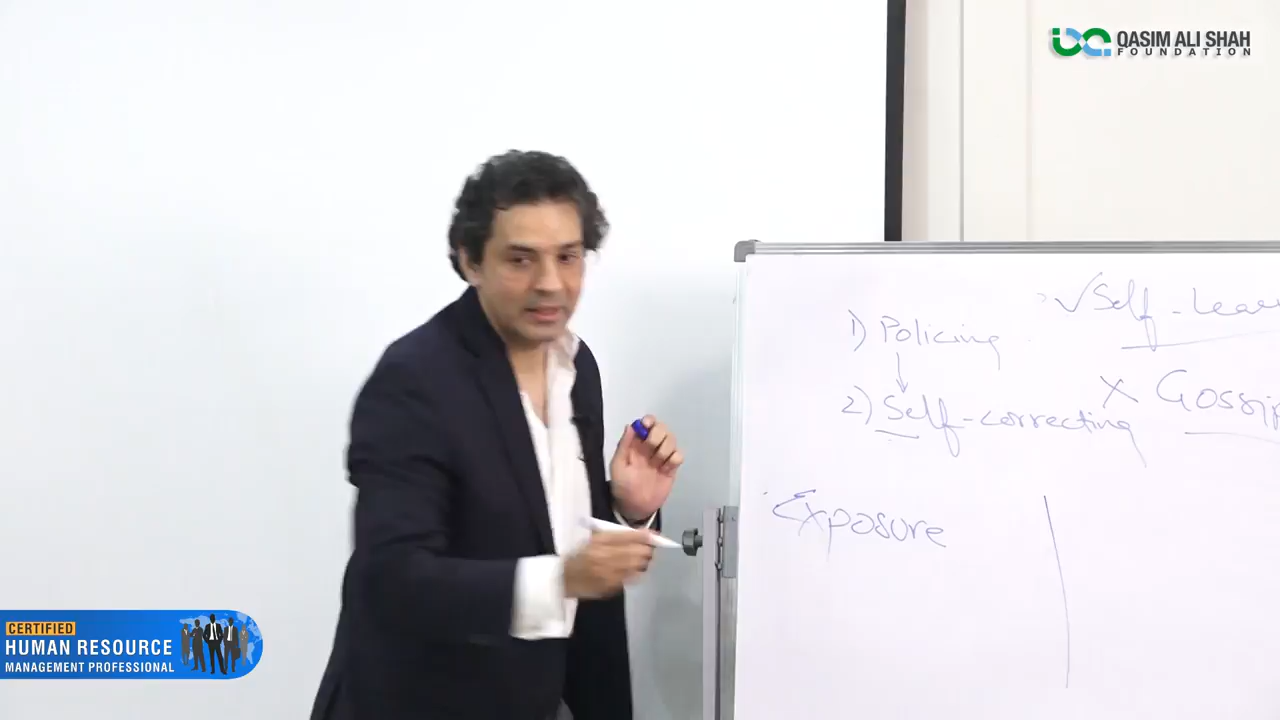 QASIM ALI SHAH
FOUNDATION
✓ Self-Lear
1) Policing
2) Self-correcting
X Gossip
Exposure
CERTIFIED
HUMAN RESOURCE
MANAGEMENT PROFESSIONAL